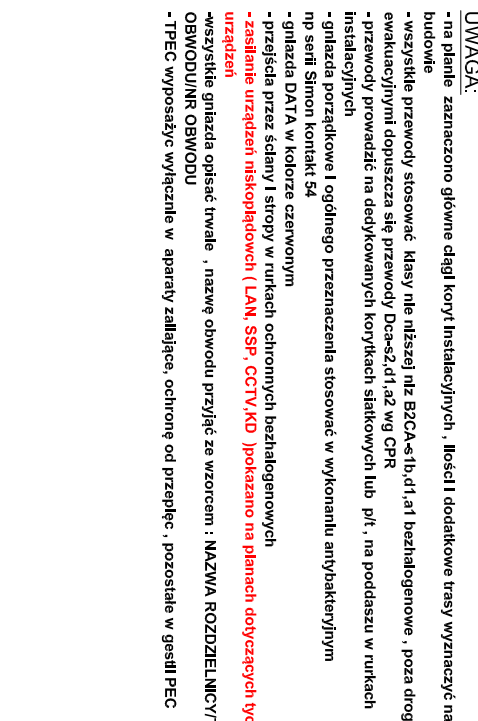 UWAGA:
- na planie zaznaczono główne ciągi koryt instalacyjnych , ilości i dodatkowe trasy wyznaczyć na
budowie
- wszystkie przewody stosować klasy nie niższej niz B2CA-s1b,d1,a1 bezhalogenowe , poza drog
ewakuacyjnymi dopuszcza się przewody Dca-s2,d1,a2 wg CPR
- przewody prowadzić na dedykowanych korytkach siatkowych lub p/t , na poddaszu w rurkach
instalacyjnych
- gniazda porządkowe i ogólnego przeznaczenia stosować w wykonaniu antybakteryjnym
np serii Simon kontakt 54
- gniazda DATA w kolorze czerwonym
- przejścia przez ściany i stropy w rurkach ochronnych bezhalogenowych
- zasilanie urządzeń niskoplądowch ( LAN, SSP, CCTV,KD )pokazano na planach dotyczących tyc
urządzeń
-wszystkie gniazda opisać trwale , nazwę obwodu przyjąć ze wzorcem : NAZWA ROZDZIELNICY/
OBWODU/NR OBWODU
- TPEC wyposażyc wyłącznie w aparaty zailajace, ochronę od przepięc , pozostałe w gestii PEC